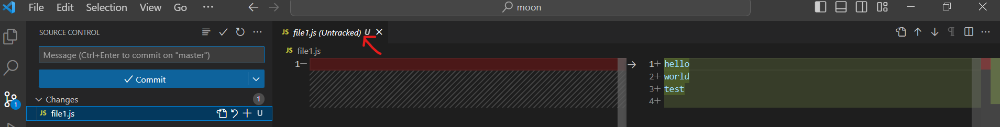 File Edit Selection View Go ··· moon
SOURCE CONTROL
JS file1.js (Untracked) U
Message (Ctrl+Enter to commit on "master")
JS file1.js
Commit
Changes 1
JS file1.js U
1
1
1 hello
2 world
3 test
4